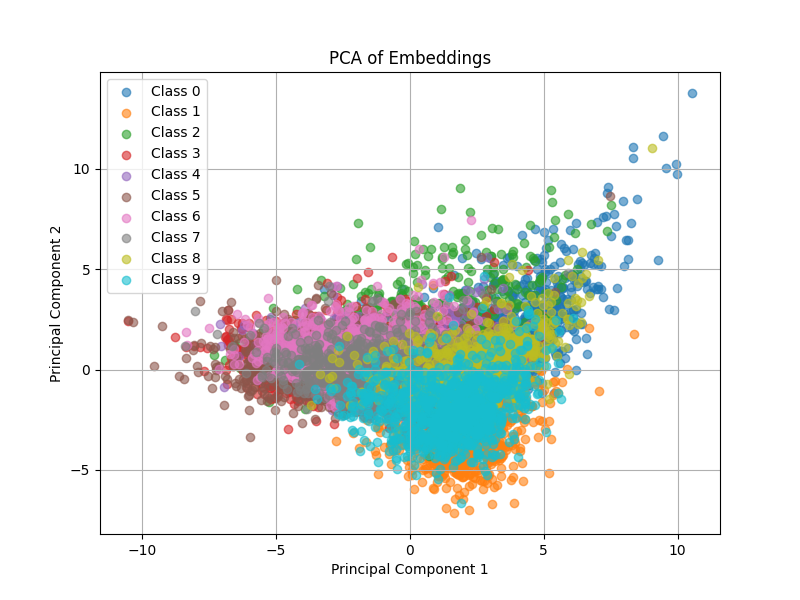 PCA of Embeddings
Class 0
Class 1
Class 2
Class 3
Class 4
Class 5
Class 6
Class 7
Class 8
Class 9
10
5
0
−5
Principal Component 2
−10 −5 0 5 10
Principal Component 1